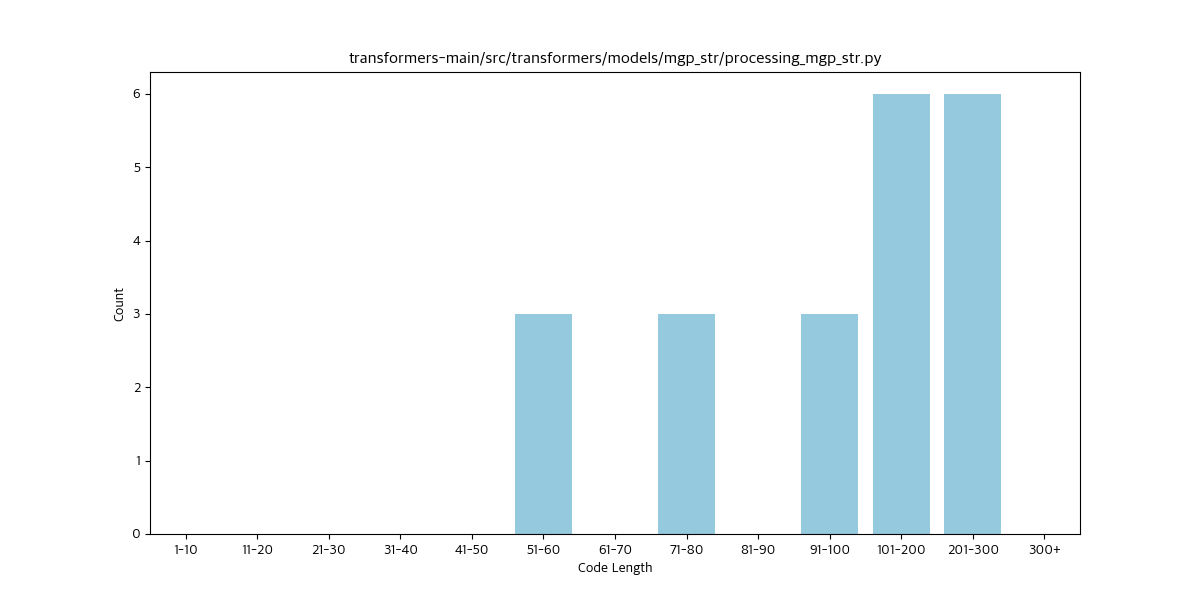 transformers-main/src/transformers/models/mgp_str/processing_mgp_str.py
6
5
4
3
2
1
0
Count
1-10 11-20 21-30 31-40 41-50 51-60 61-70 71-80 81-90 91-100 101-200 201-300 300+
Code Length